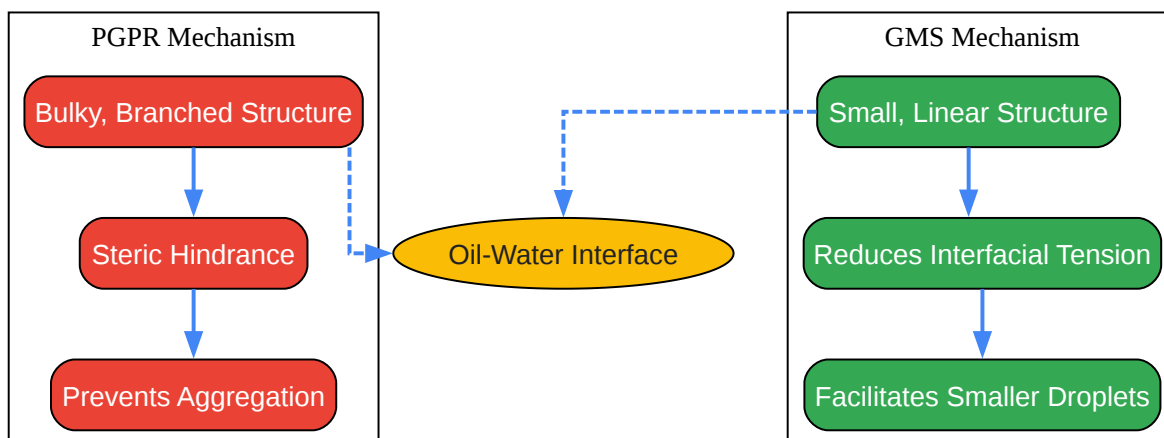 PGPR Mechanism
Bulky, Branched Structure
Steric Hindrance
Prevents Aggregation
Oil-Water Interface
GMS Mechanism
Small, Linear Structure
Reduces Interfacial Tension
Facilitates Smaller Droplets